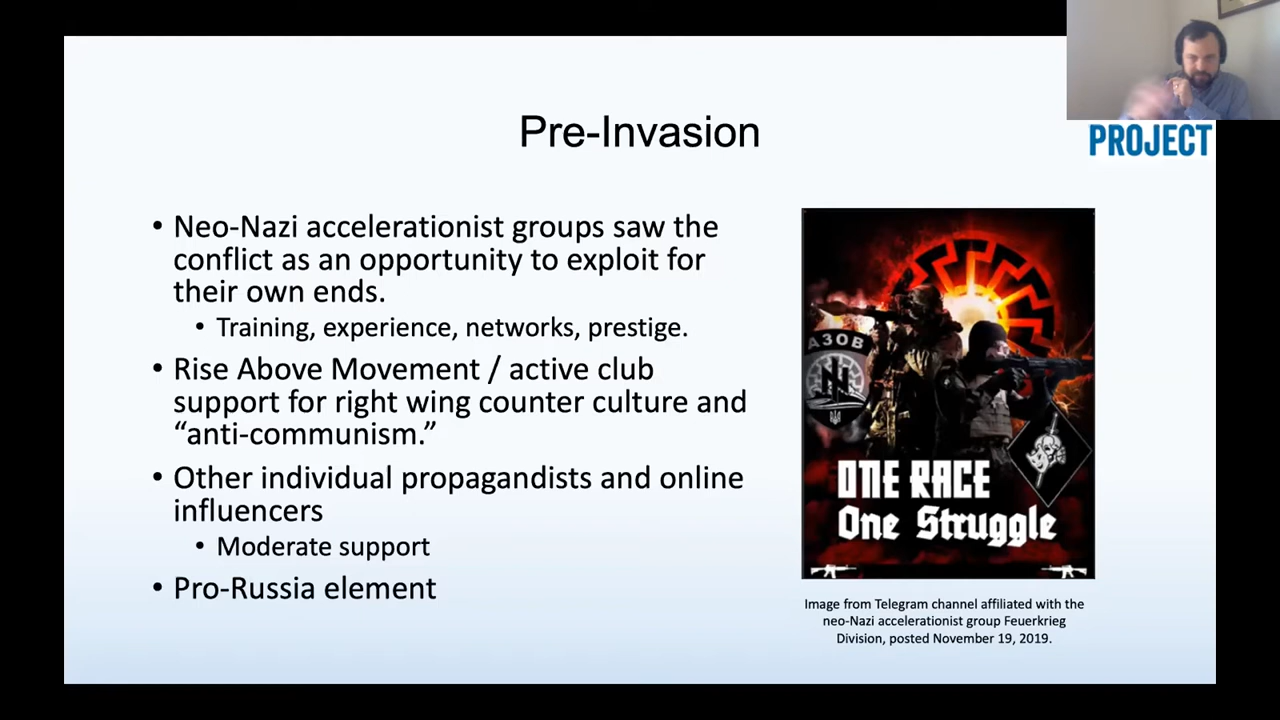 Pre-Invasion
PROJECT
• Neo-Nazi accelerationist groups saw the
conflict as an opportunity to exploit for
their own ends.
• Training, experience, networks, prestige.
• Rise Above Movement / active club
support for right wing counter culture and
“anti-communism.”
• Other individual propagandists and online
influencers
• Moderate support
• Pro-Russia element
АЗОВ
ONE RACE
One Struggle
Image from Telegram channel affiliated with the
neo-Nazi accelerationist group Feuerkrieg
Division, posted November 19, 2019.